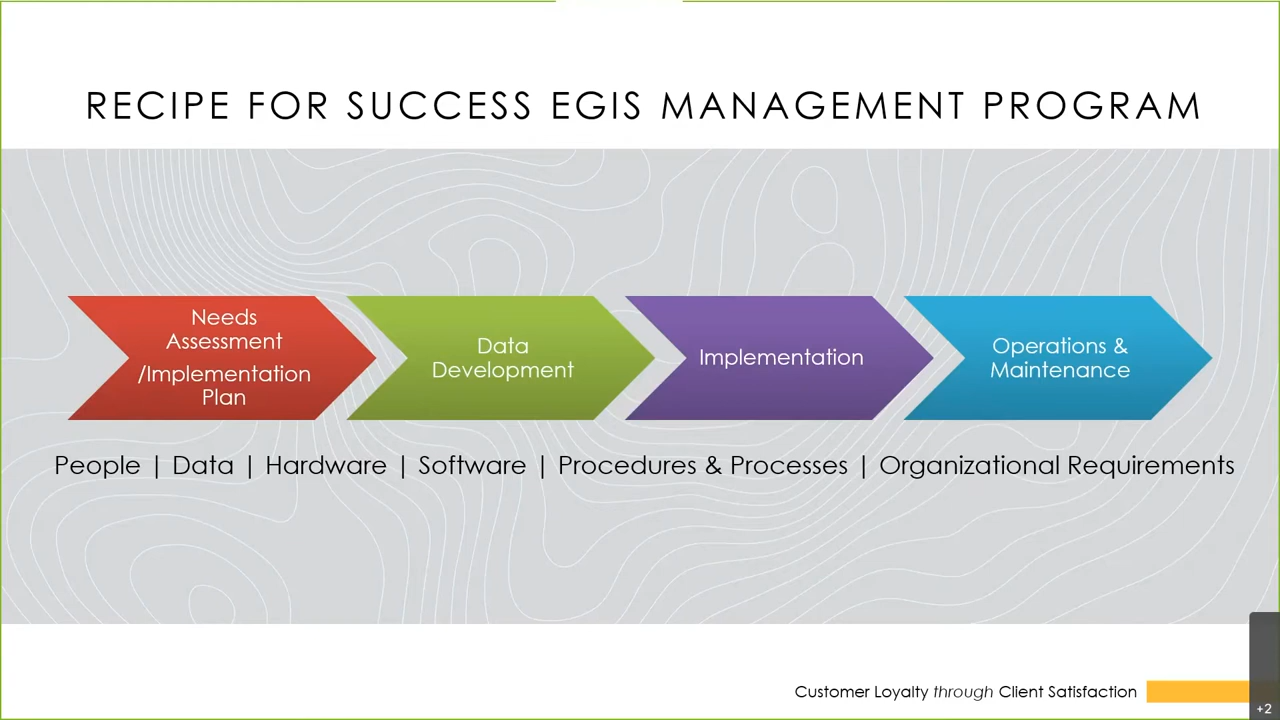 RECIPE FOR SUCCESS EGIS MANAGEMENT PROGRAM
Needs
Assessment
/Implementation
Plan
Data
Development
Implementation
Operations &
Maintenance
People | Data | Hardware | Software | Procedures & Processes | Organizational Requirements
Customer Loyalty through Client Satisfaction
+2